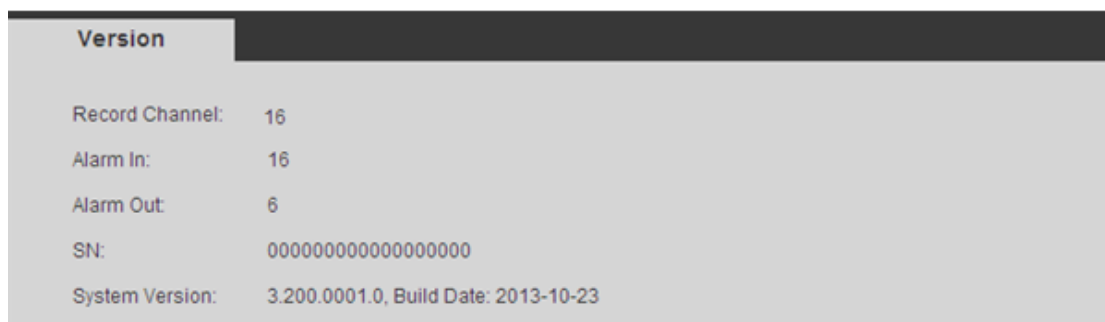 Version
Record Channel: 16
Alarm In: 16
Alarm Out: 6
SN: 000000000000000000
System Version: 3.200.0001.0, Build Date: 2013-10-23